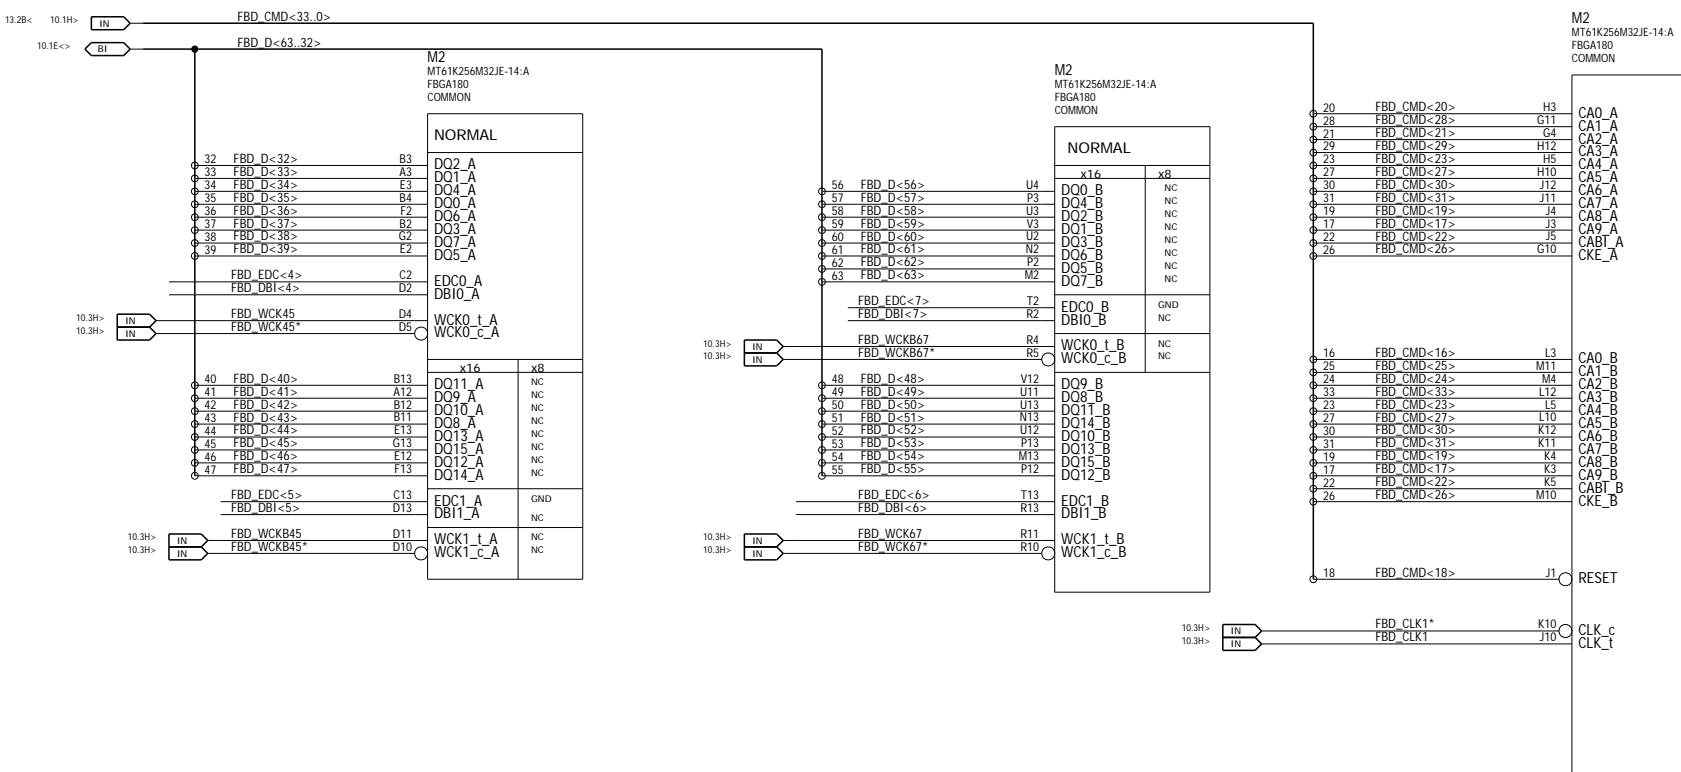 13.2B< 10.1H> IN FBD_CMD<33..0>
10.1E<> BI FBD_D<63..32>
M2
MT61K256M32JE-14:A
FBGA180
COMMON
NORMAL
32 FBD_D<32> B3 DQ2_A
33 FBD_D<33> A3 DQ1_A
34 FBD_D<34> E3 DQ4_A
35 FBD_D<35> B4 DQ0_A
36 FBD_D<36> F2 DQ6_A
37 FBD_D<37> B2 DQ3_A
38 FBD_D<38> G2 DQ7_A
39 FBD_D<39> E2 DQ5_A
FBD_EDC<4> C2 EDC0_A
FBD_DBI<4> D2 DBI0_A
10.3H> IN FBD_WCK45 D4 WCK0_t_A
10.3H> IN FBD_WCK45* D5 WCK0_c_A
x16 x8
40 FBD_D<40> B13 DQ11_A NC
41 FBD_D<41> A12 DQ9_A NC
42 FBD_D<42> B12 DQ10_A NC
43 FBD_D<43> B11 DQ8_A NC
44 FBD_D<44> E13 DQ13_A NC
45 FBD_D<45> G13 DQ15_A NC
46 FBD_D<46> E12 DQ12_A NC
47 FBD_D<47> F13 DQ14_A NC
FBD_EDC<5> C13 EDC1_A GND
FBD_DBI<5> D13 DBI1_A NC
10.3H> IN FBD_WCKB45 D11 WCK1_t_A NC
10.3H> IN FBD_WCKB45* D10 WCK1_c_A NC
M2
MT61K256M32JE-14:A
FBGA180
COMMON
NORMAL
x16 x8
56 FBD_D<56> U4 DQ0_B NC
57 FBD_D<57> P3 DQ4_B NC
58 FBD_D<58> U3 DQ2_B NC
59 FBD_D<59> V3 DQ1_B NC
60 FBD_D<60> U2 DQ3_B NC
61 FBD_D<61> N2 DQ6_B NC
62 FBD_D<62> P2 DQ5_B NC
63 FBD_D<63> M2 DQ7_B NC
FBD_EDC<7> T2 EDC0_B GND
FBD_DBI<7> R2 DBI0_B NC
10.3H> IN FBD_WCKB67 R4 WCK0_t_B NC
10.3H> IN FBD_WCKB67* R5 WCK0_c_B NC
48 FBD_D<48> V12 DQ9_B
49 FBD_D<49> U11 DQ8_B
50 FBD_D<50> U13 DQ11_B
51 FBD_D<51> N13 DQ14_B
52 FBD_D<52> U12 DQ10_B
53 FBD_D<53> P13 DQ13_B
54 FBD_D<54> M13 DQ15_B
55 FBD_D<55> P12 DQ12_B
FBD_EDC<6> T13 EDC1_B
FBD_DBI<6> R13 DBI1_B
10.3H> IN FBD_WCK67 R11 WCK1_t_B
10.3H> IN FBD_WCK67* R10 WCK1_c_B
M2
MT61K256M32JE-14:A
FBGA180
COMMON
20 FBD_CMD<20> H3 CA0_A
28 FBD_CMD<28> G11 CA1_A
21 FBD_CMD<21> G4 CA2_A
29 FBD_CMD<29> H12 CA3_A
23 FBD_CMD<23> H5 CA4_A
27 FBD_CMD<27> H10 CA5_A
30 FBD_CMD<30> J12 CA6_A
31 FBD_CMD<31> J11 CA7_A
19 FBD_CMD<19> J4 CA8_A
17 FBD_CMD<17> J3 CA9_A
22 FBD_CMD<22> J5 CABI_A
26 FBD_CMD<26> G10 CKE_A
16 FBD_CMD<16> L3 CA0_B
25 FBD_CMD<25> M11 CA1_B
24 FBD_CMD<24> M4 CA2_B
33 FBD_CMD<33> L12 CA3_B
23 FBD_CMD<23> L5 CA4_B
27 FBD_CMD<27> L10 CA5_B
30 FBD_CMD<30> K12 CA6_B
31 FBD_CMD<31> K11 CA7_B
19 FBD_CMD<19> K4 CA8_B
17 FBD_CMD<17> K3 CA9_B
22 FBD_CMD<22> K5 CABI_B
26 FBD_CMD<26> M10 CKE_B
18 FBD_CMD<18> J1 RESET
10.3H> IN FBD_CLK1* K10 CLK_c
10.3H> IN FBD_CLK1 J10 CLK_t